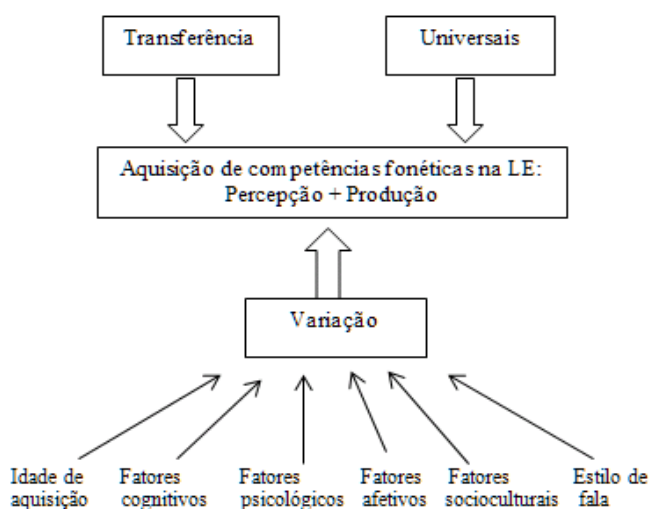 Transferência
Universais
Aquisição de competências fonéticas na LE:
Percepção + Produção
Variação
Idade de
aquisição
Fatores
cognitivos
Fatores
psicológicos
Fatores
afetivos
Fatores
socioculturais
Estilo de
fala